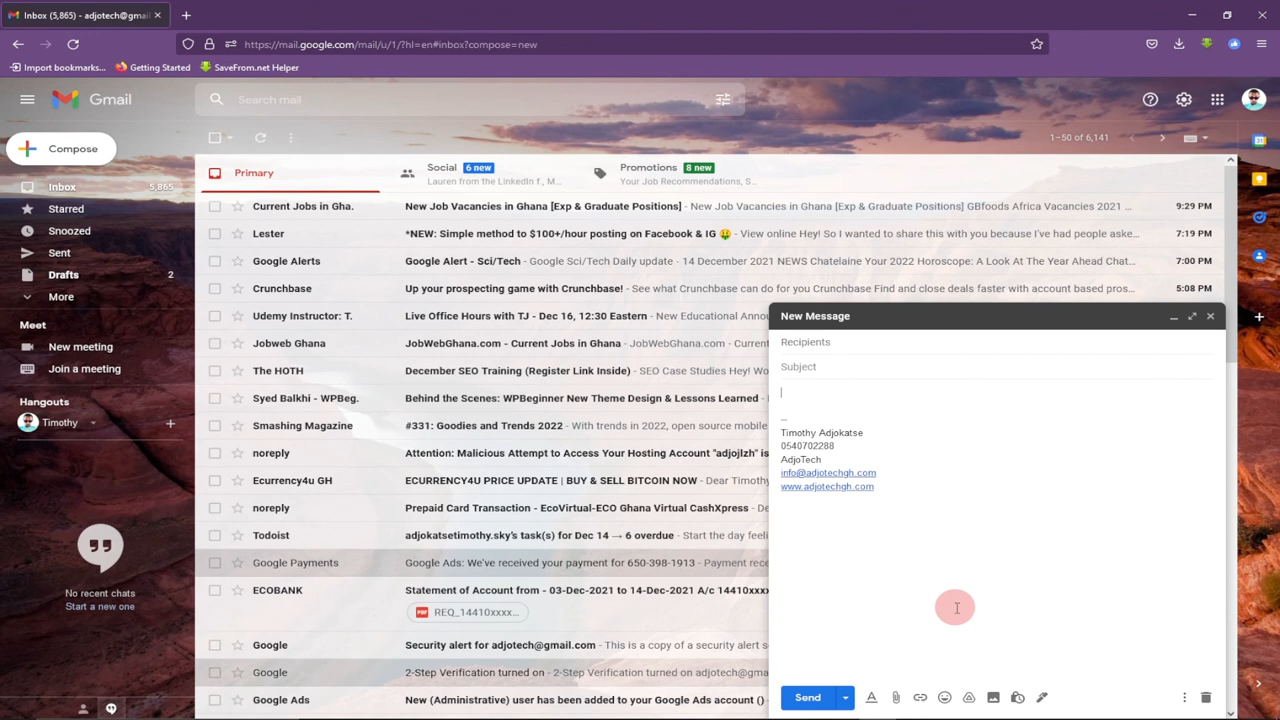 Inbox (5,865) - adjotech@gmai
https://mail.google.com/mail/u/1/?hl=en#inbox?compose=new
Import bookmarks...
Getting Started
SaveFrom.net Helper
Gmail
Search mail
Compose
1–50 of 6,141
Primary
Social 6 new
Lauren from the LinkedIn f., M...
Promotions 8 new
Your Job Recommendations, S...
Inbox 5,865
Starred
Snoozed
Sent
Drafts 2
More
Meet
New meeting
Join a meeting
Hangouts
Timothy
No recent chats
Start a new one
Current Jobs in Gha. New Job Vacancies in Ghana [Exp & Graduate Positions] - New Job Vacancies in Ghana [Exp & Graduate Positions] GBfoods Africa Vacancies 2021 ... 9:29 PM
Lester *NEW: Simple method to $100+/hour posting on Facebook & IG 🤑 - View online Hey! So I wanted to share this with you because I've had people aske... 7:19 PM
Google Alerts Google Alert - Sci/Tech - Google Sci/Tech Daily update · 14 December 2021 NEWS Chatelaine Your 2022 Horoscope: A Look At The Year Ahead Chat... 7:00 PM
Crunchbase Up your prospecting game with Crunchbase! - See what Crunchbase can do for you Crunchbase Find and close deals faster with account based pros... 5:08 PM
Udemy Instructor: T. Live Office Hours with TJ - Dec 16, 12:30 Eastern - New Educational Anno
Jobweb Ghana JobWebGhana.com - Current Jobs in Ghana - JobWebGhana.com - Current
The HOTH December SEO Training (Register Link Inside) - SEO Case Studies Hey! Wo
Syed Balkhi - WPBeg. Behind the Scenes: WPBeginner New Theme Design & Lessons Learned -
Smashing Magazine #331: Goodies and Trends 2022 - With trends in 2022, open source mobile
noreply Attention: Malicious Attempt to Access Your Hosting Account "adjojlzh" is
Ecurrency4u GH ECURRENCY4U PRICE UPDATE | BUY & SELL BITCOIN NOW - Dear Timothy
noreply Prepaid Card Transaction - EcoVirtual-ECO Ghana Virtual CashXpress - De
Todoist adjokatsetimothy.sky's task(s) for Dec 14 → 6 overdue - Start the day feeli
Google Payments Google Ads: We've received your payment for 650-398-1913 - Payment rece
ECOBANK Statement of Account from - 03-Dec-2021 to 14-Dec-2021 A/c 14410xxxx
PDF REQ_14410xxxx...
Google Security alert for adjotech@gmail.com - This is a copy of a security alert s
Google 2-Step Verification turned on - 2-Step Verification turned on adjotech@gm
Google Ads New (Administrative) user has been added to your Google Ads account ()
New Message
Recipients
Subject
--
Timothy Adjokatse
0540702288
AdjoTech
info@adjotechgh.com
www.adjotechgh.com
Send